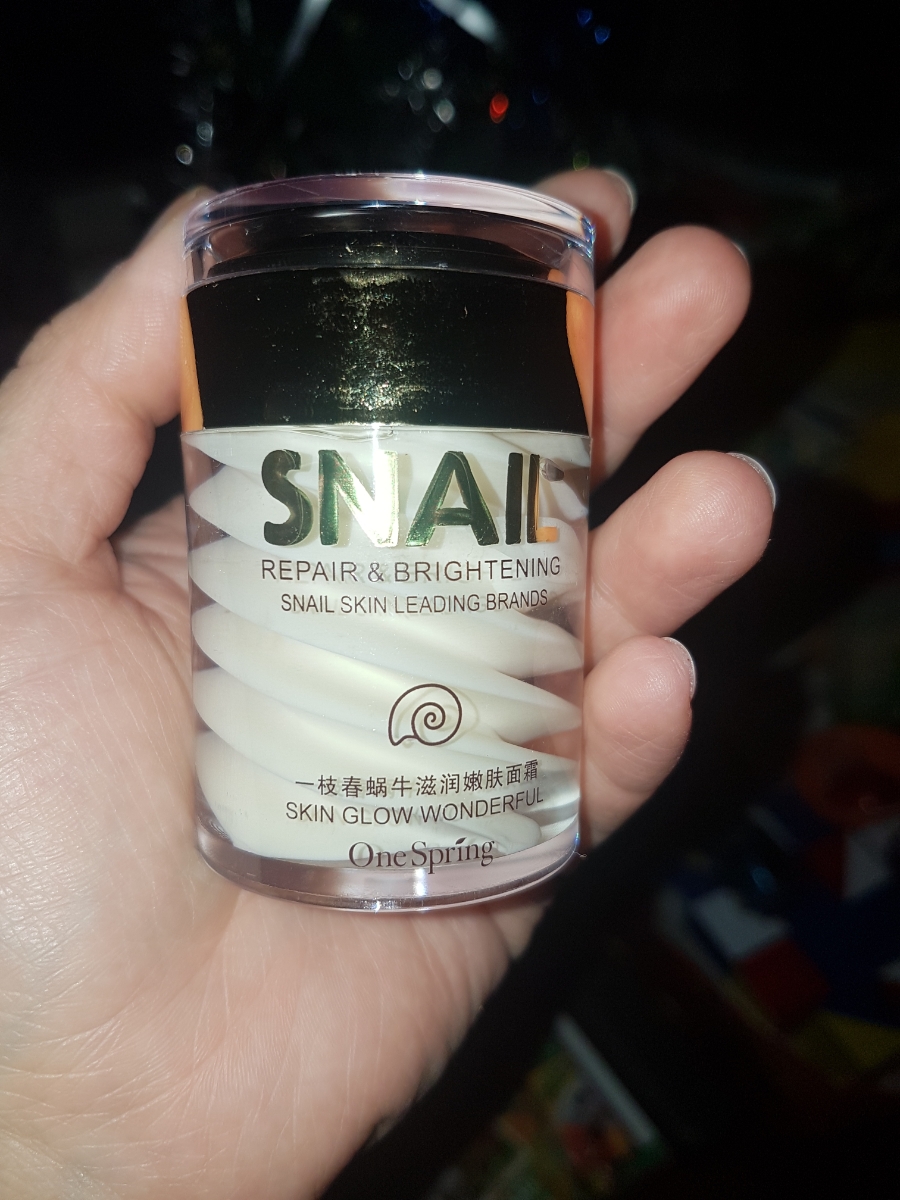 SNAIL
REPAIR & BRIGHTENING
SNAIL SKIN LEADING BRANDS
一枝春蜗牛滋润嫩肤面霜
SKIN GLOW WONDERFUL
OneSpring